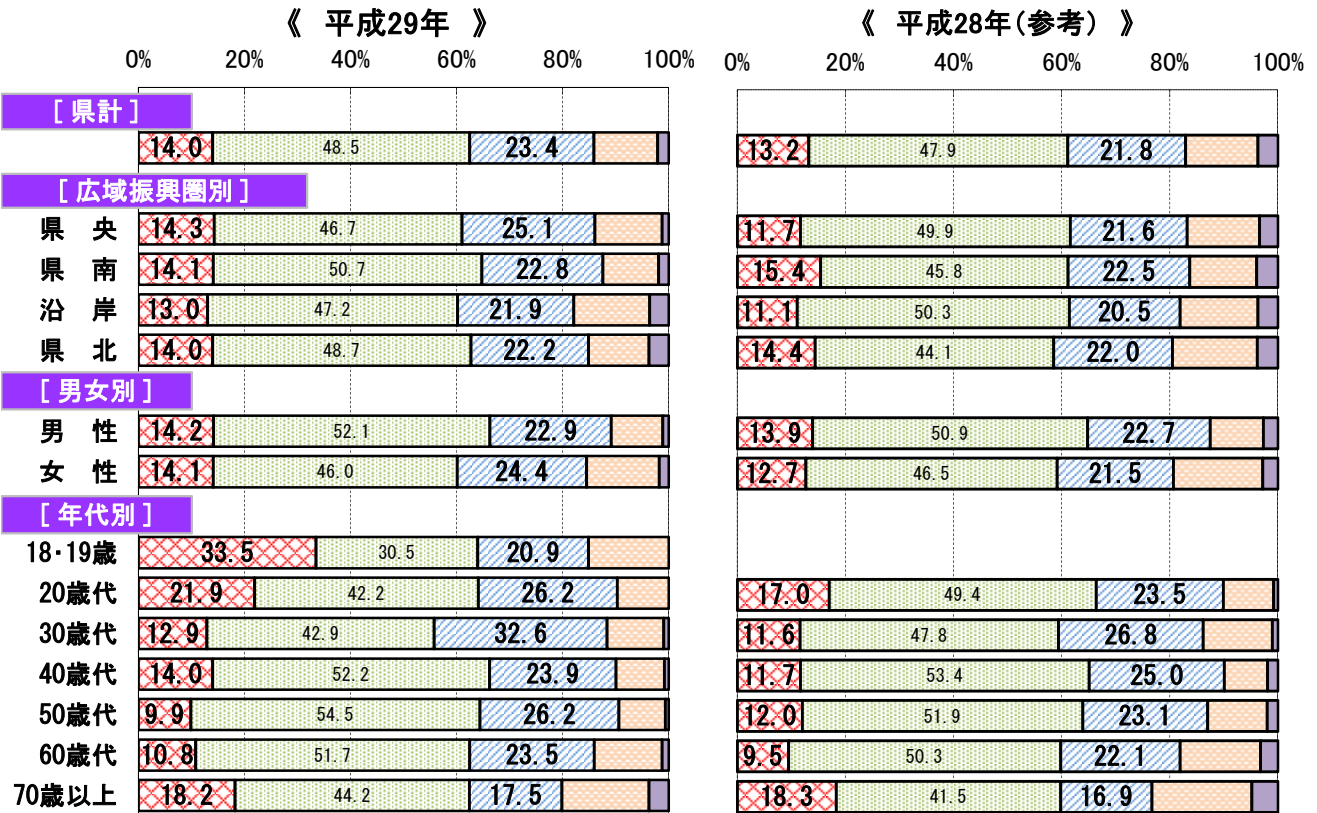 《 平成29年 》 《 平成28年(参考) 》
0% 20% 40% 60% 80% 100% 0% 20% 40% 60% 80% 100%
[ 県計 ]
14.0 48.5 23.4 13.2 47.9 21.8
[ 広域振興圏別 ]
県 央 14.3 46.7 25.1 11.7 49.9 21.6
県 南 14.1 50.7 22.8 15.4 45.8 22.5
沿 岸 13.0 47.2 21.9 11.1 50.3 20.5
県 北 14.0 48.7 22.2 14.4 44.1 22.0
[ 男女別 ]
男 性 14.2 52.1 22.9 13.9 50.9 22.7
女 性 14.1 46.0 24.4 12.7 46.5 21.5
[ 年代別 ]
18・19歳 33.5 30.5 20.9
20歳代 21.9 42.2 26.2 17.0 49.4 23.5
30歳代 12.9 42.9 32.6 11.6 47.8 26.8
40歳代 14.0 52.2 23.9 11.7 53.4 25.0
50歳代 9.9 54.5 26.2 12.0 51.9 23.1
60歳代 10.8 51.7 23.5 9.5 50.3 22.1
70歳以上 18.2 44.2 17.5 18.3 41.5 16.9